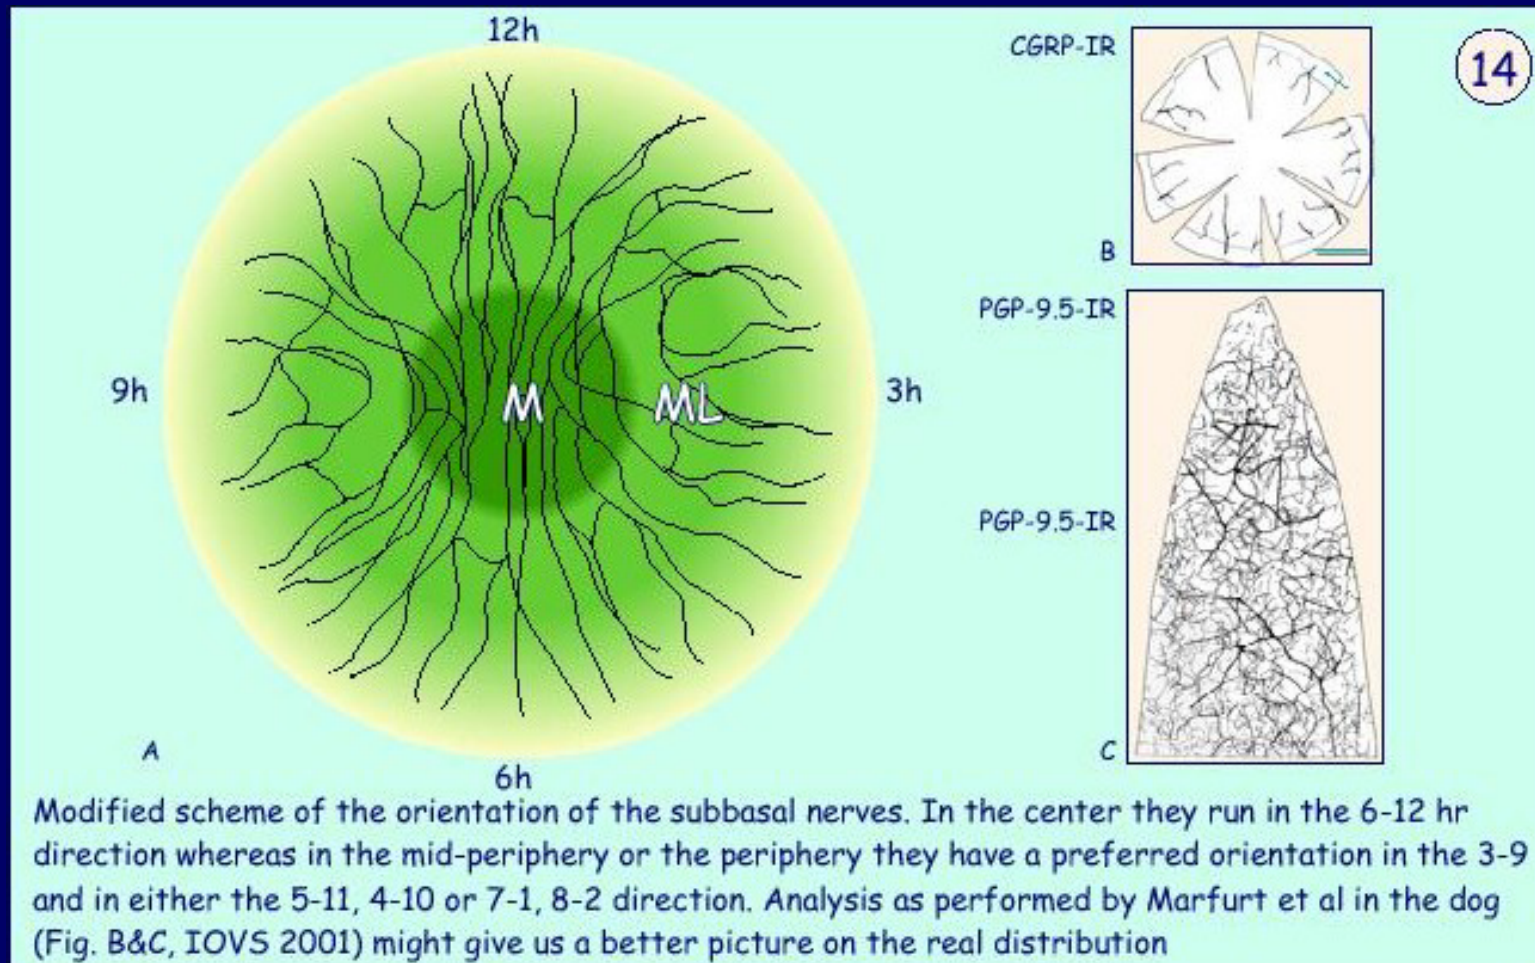 12h
CGRP-IR
14
B
PGP-9.5-IR
9h
M
ML
3h
PGP-9.5-IR
A
C
6h
Modified scheme of the orientation of the subbasal nerves. In the center they run in the 6-12 hr
direction whereas in the mid-periphery or the periphery they have a preferred orientation in the 3-9
and in either the 5-11, 4-10 or 7-1, 8-2 direction. Analysis as performed by Marfurt et al in the dog
(Fig. B&C, IOVS 2001) might give us a better picture on the real distribution